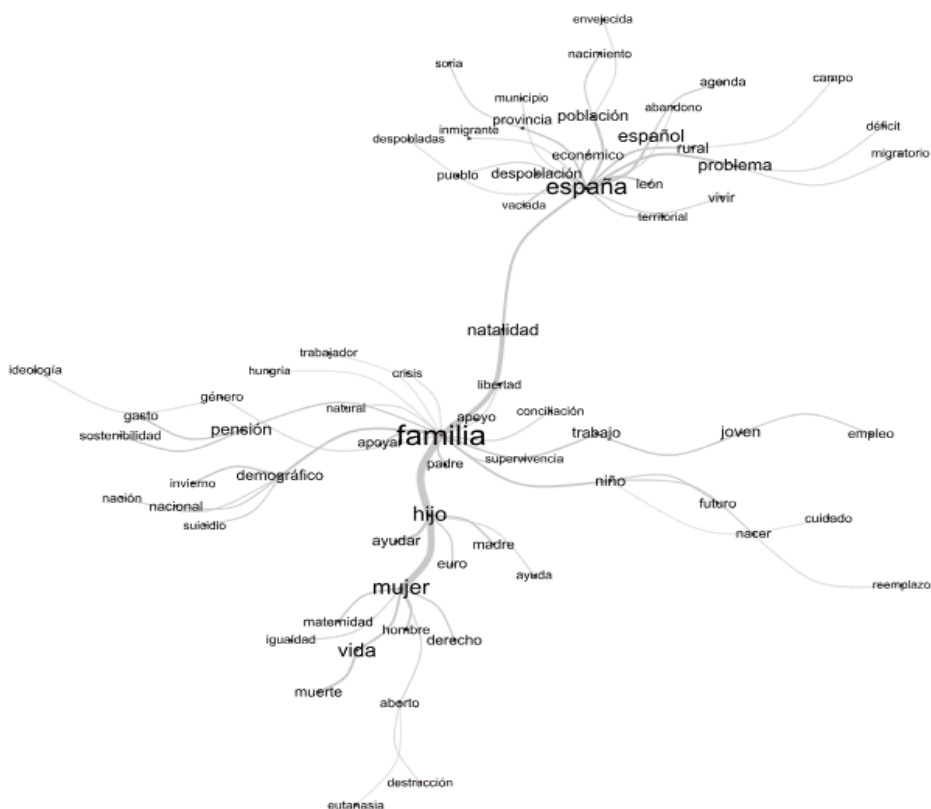 envejecida
nacimiento
soria
agenda
campo
municipio
abandono
provincia
población
inmigrante
español
déficit
despobladas
rural
económico
migratorio
problema
pueblo
despoblación
españa
león
vaciada
vivir
territorial
natalidad
trabajador
ideología
hungría
crisis
libertad
género
natural
conciliación
gasto
apoyo
sostenibilidad
pensión
apoyar
familia
trabajo
joven
empleo
padre
supervivencia
demográfico
invierno
niño
nación
nacional
futuro
suicidio
hijo
cuidado
nacer
ayudar
madre
euro
ayuda
mujer
reemplazo
maternidad
igualdad
hombre
derecho
vida
muerte
aborto
destrucción
eutanasia